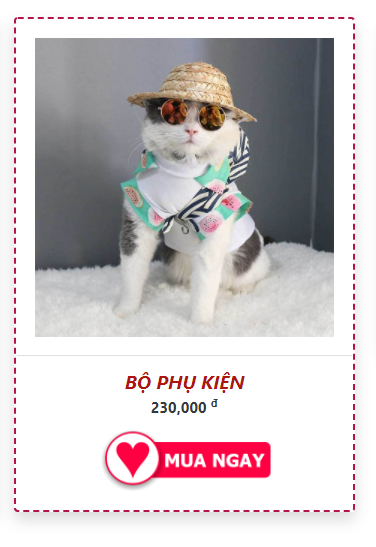 BỘ PHỤ KIỆN
230,000 đ
MUA NGAY